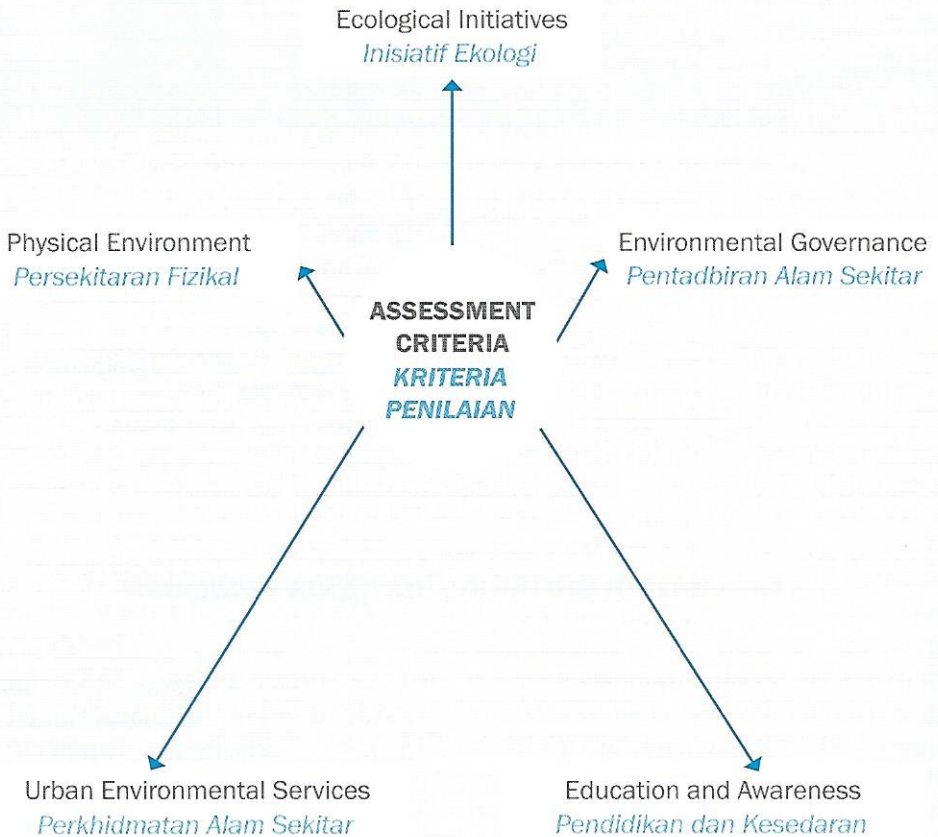 Ecological Initiatives
Inisiatif Ekologi
Physical Environment
Persekitaran Fizikal
Environmental Governance
Pentadbiran Alam Sekitar
ASSESSMENT
CRITERIA
KRITERIA
PENILAIAN
Urban Environmental Services
Perkhidmatan Alam Sekitar
Education and Awareness
Pendidikan dan Kesedaran